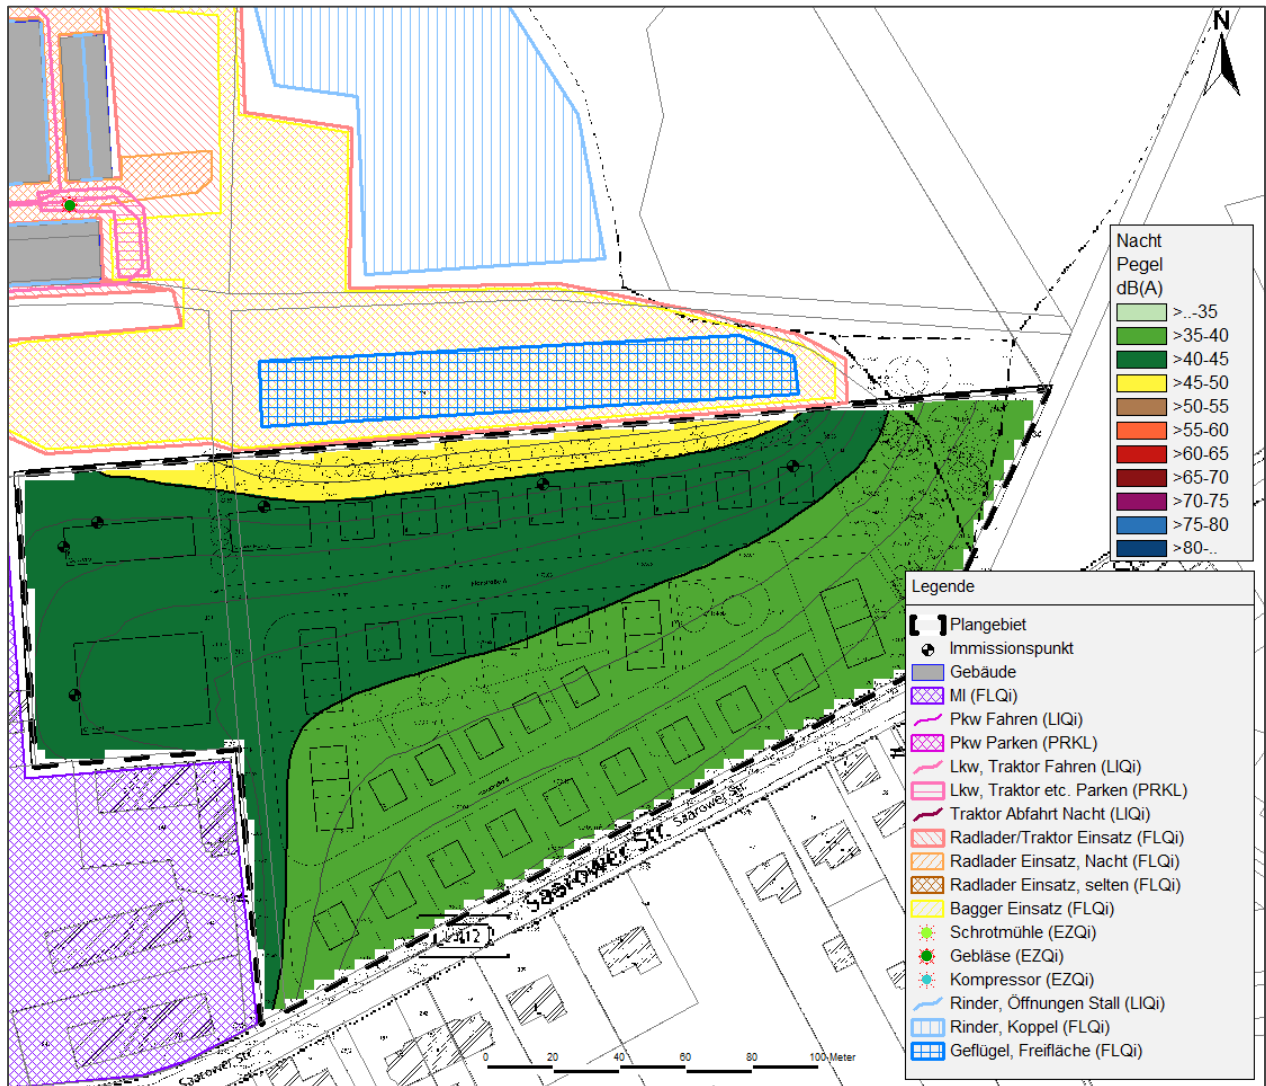 N
Nacht
Pegel
dB(A)
>..-35
>35-40
>40-45
>45-50
>50-55
>55-60
>60-65
>65-70
>70-75
>75-80
>80-..
Legende
Plangebiet
Immissionspunkt
Gebäude
MI (FLQi)
Pkw Fahren (LIQi)
Pkw Parken (PRKL)
Lkw, Traktor Fahren (LIQi)
Lkw, Traktor etc. Parken (PRKL)
Traktor Abfahrt Nacht (LIQi)
Radlader/Traktor Einsatz (FLQi)
Radlader Einsatz, Nacht (FLQi)
Radlader Einsatz, selten (FLQi)
Bagger Einsatz (FLQi)
Schrotmühle (EZQi)
Gebläse (EZQi)
Kompressor (EZQi)
Rinder, Öffnungen Stall (LIQi)
Rinder, Koppel (FLQi)
Geflügel, Freifläche (FLQi)
Saarower Str.
Saarower Str.
Saarower Str.
0 20 40 60 80 100 Meter